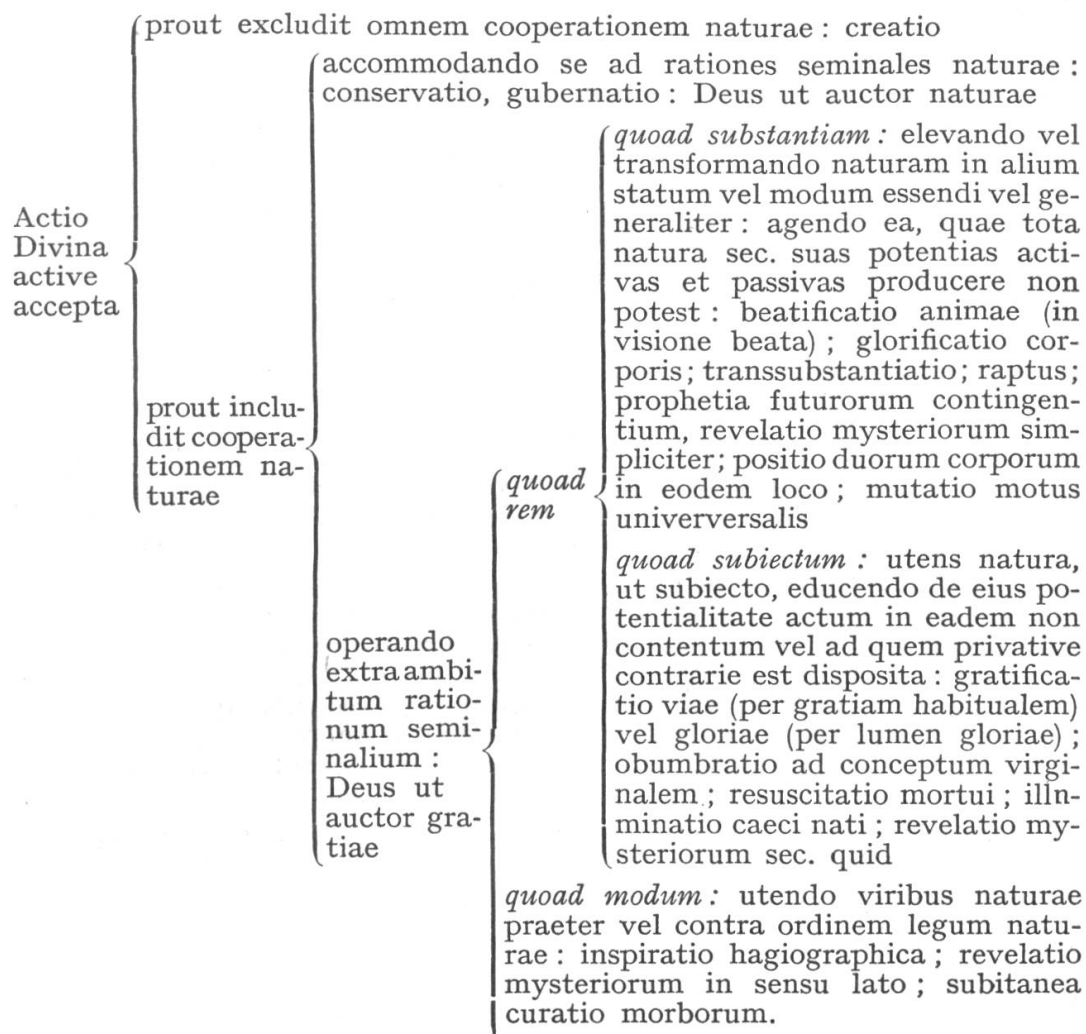 prout excludit omnem cooperationem naturae : creatio
accommodando se ad rationes seminales naturae :
conservatio, gubernatio : Deus ut auctor naturae
Actio
Divina
active
accepta
prout inclu-
dit coopera-
tionem na-
turae
operando
extra ambi-
tum ratio-
num semi-
nalium :
Deus ut
auctor gra-
tiae
quoad
rem
quoad substantiam : elevando vel
transformando naturam in alium
statum vel modum essendi vel ge-
neraliter : agendo ea, quae tota
natura sec. suas potentias acti-
vas et passivas producere non
potest : beatificatio animae (in
visione beata) ; glorificatio cor-
poris ; transsubstantiatio ; raptus ;
prophetia futurorum contingen-
tium, revelatio mysteriorum sim-
pliciter ; positio duorum corporum
in eodem loco ; mutatio motus
univerversalis
quoad subiectum : utens natura,
ut subiecto, educendo de eius po-
tentialitate actum in eadem non
contentum vel ad quem privative
contrarie est disposita : gratifica-
tio viae (per gratiam habitualem)
vel gloriae (per lumen gloriae) ;
obumbratio ad conceptum virgi-
nalem ; resuscitatio mortui ; illn-
minatio caeci nati ; revelatio my-
steriorum sec. quid
quoad modum : utendo viribus naturae
praeter vel contra ordinem legum natu-
rae : inspiratio hagiographica ; revelatio
mysteriorum in sensu lato ; subitanea
curatio morborum.